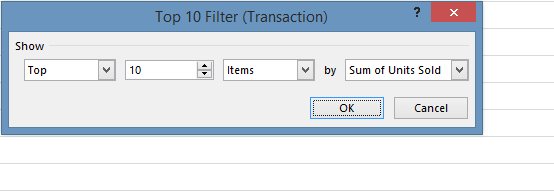 Top 10 Filter (Transaction) ?
Show
Top 10 Items by Sum of Units Sold
OK Cancel